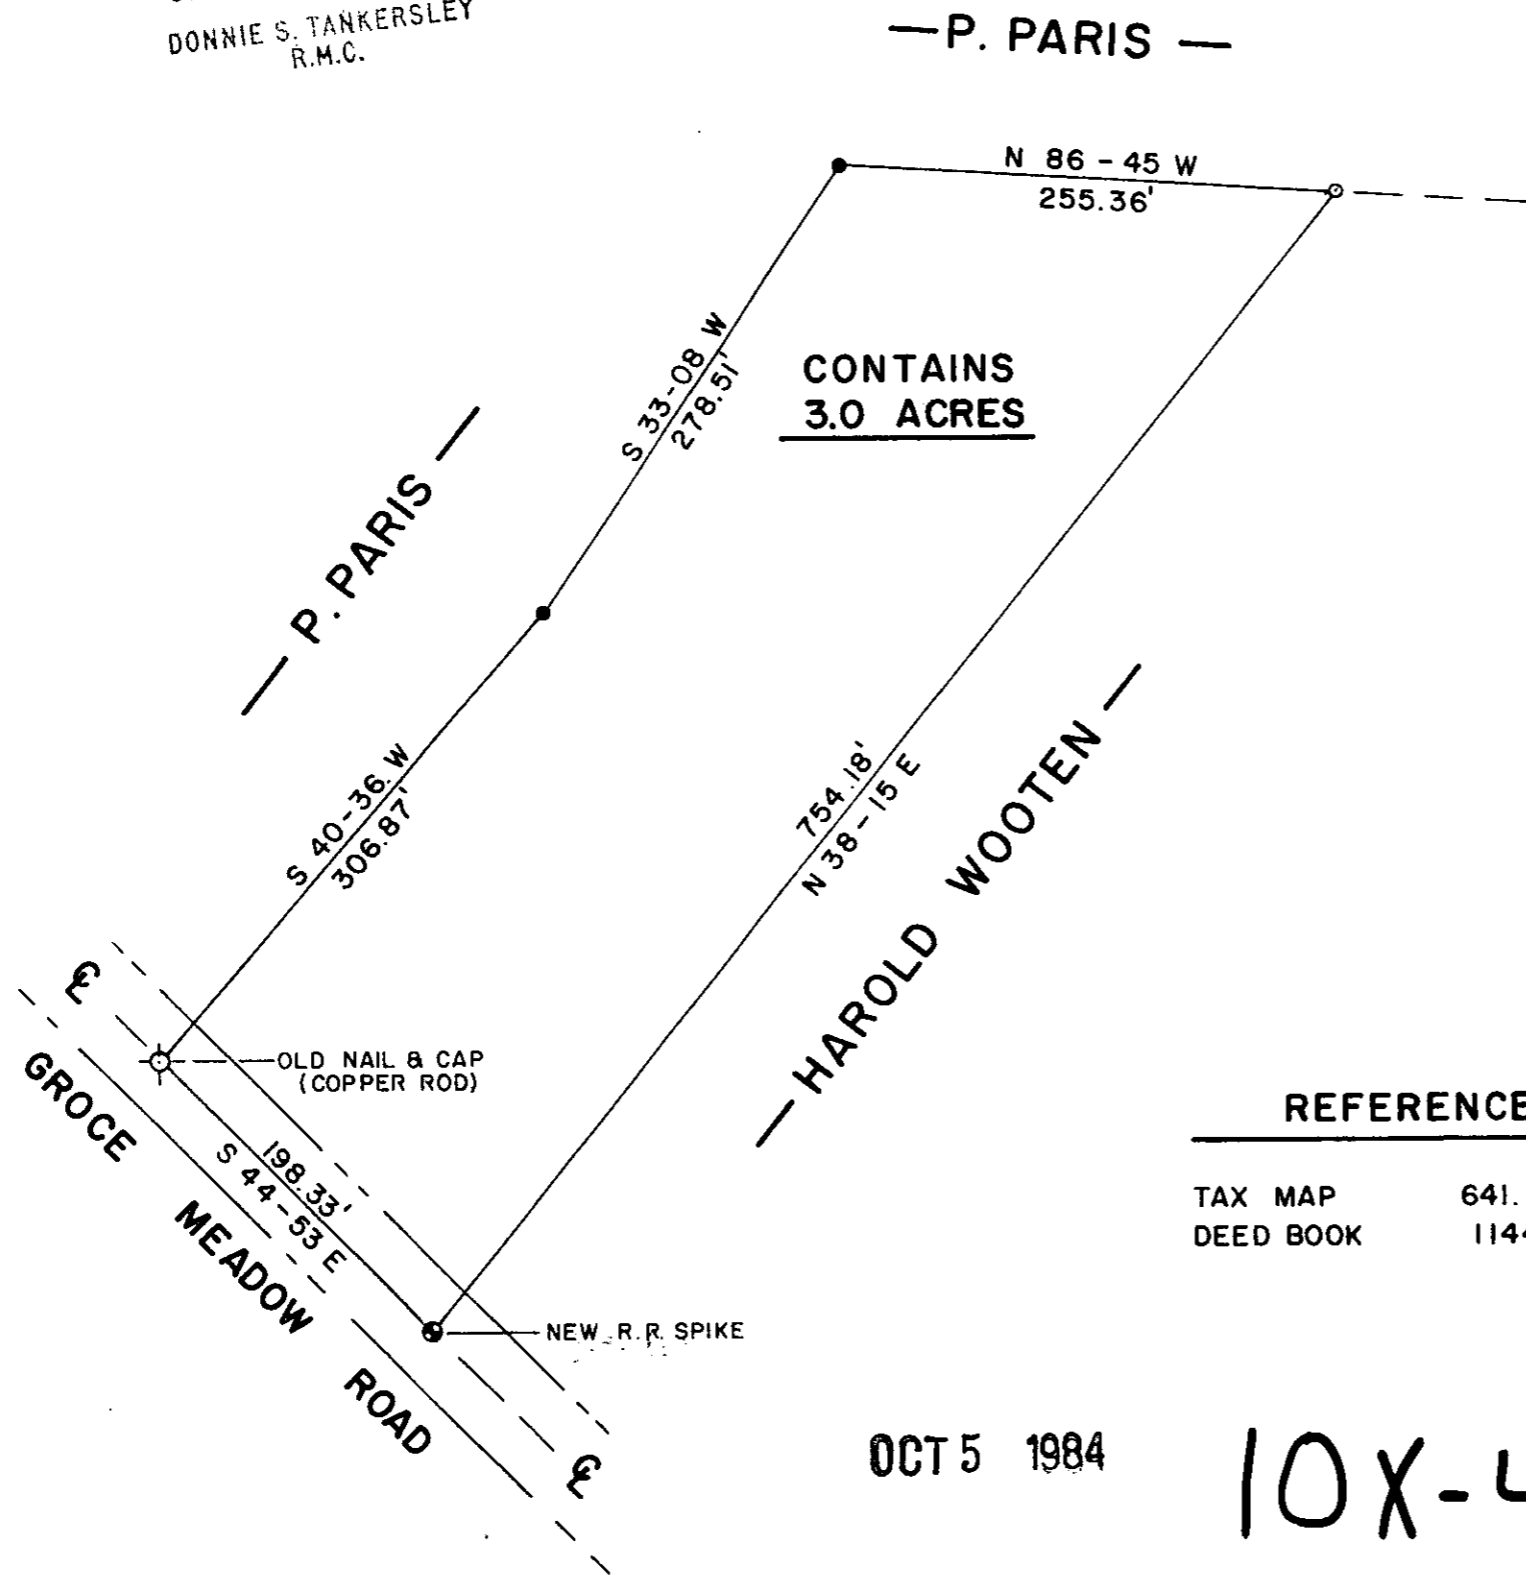 DONNIE S. TANKERSLEY
R.M.C.
— P. PARIS —
N 86-45 W
255.36'
S 33-08 W
278.51'
CONTAINS
3.0 ACRES
— P. PARIS —
S 40-36 W
306.87'
754.18'
N 38-15 E
— HAROLD WOOTEN —
℄
OLD NAIL & CAP
(COPPER ROD)
GROCE MEADOW ROAD
198.33'
S 44-53 E
NEW R.R. SPIKE
℄
REFERENCE
TAX MAP 641.
DEED BOOK 114
OCT 5 1984
10X-4